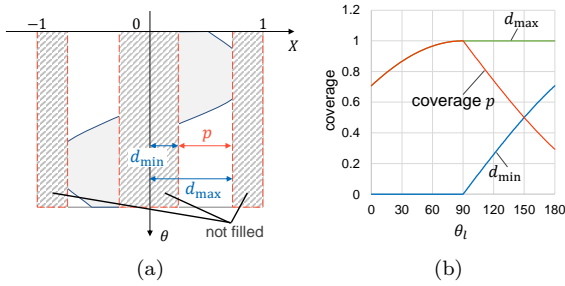 −1
0
1
X
d_min
p
d_max
not filled
θ
(a)
1.2
1
0.8
0.6
0.4
0.2
0
coverage
d_max
coverage p
d_min
0 30 60 90 120 150 180
θ_l
(b)